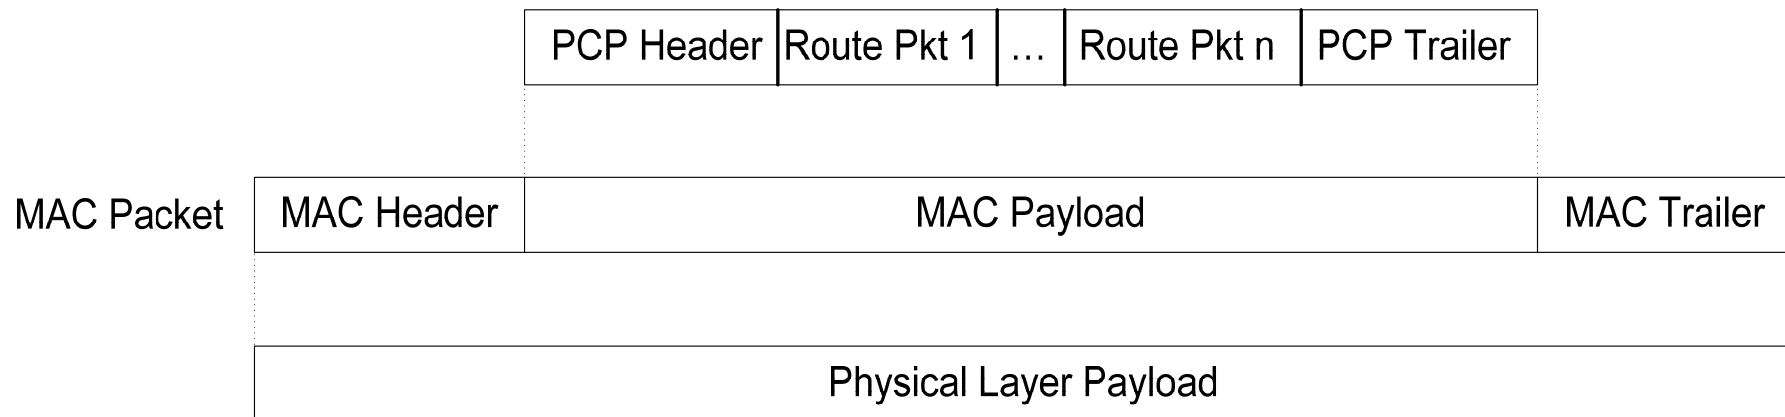 PCP Header Route Pkt 1 ... Route Pkt n PCP Trailer
MAC Packet MAC Header MAC Payload MAC Trailer
Physical Layer Payload